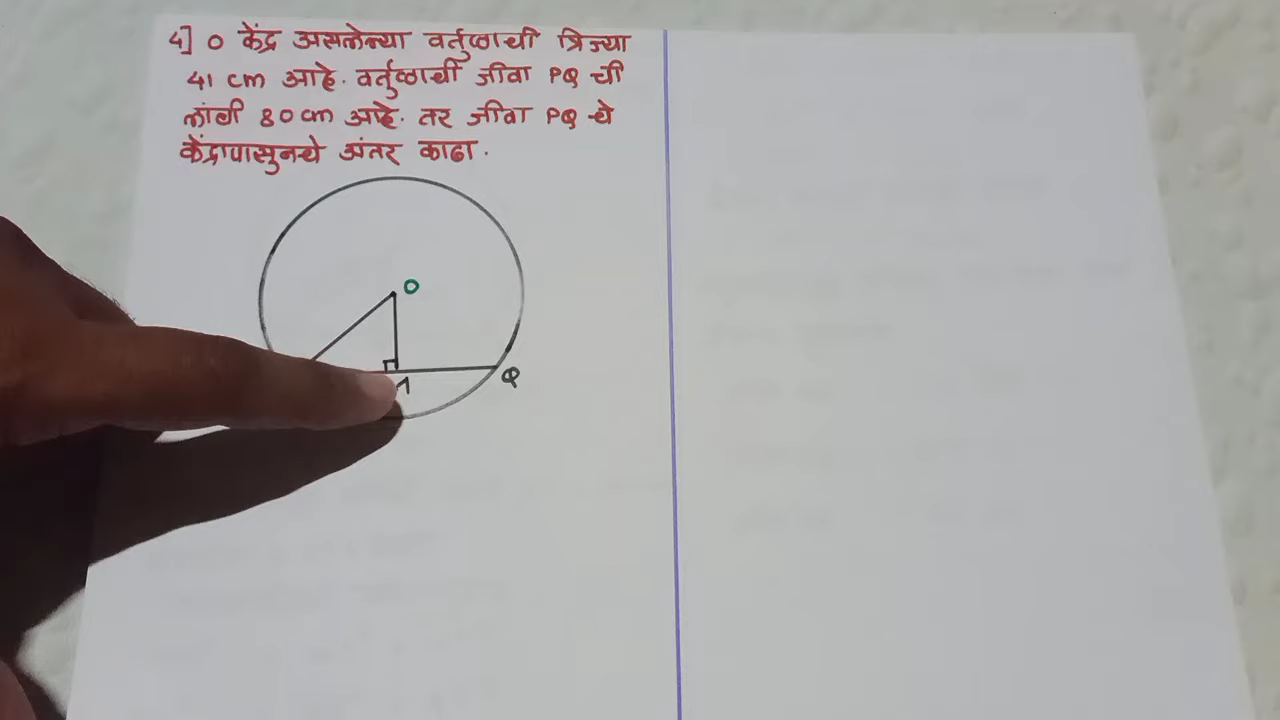 4] O केंद्र असलेल्या वर्तुळाची त्रिज्या
41 cm आहे. वर्तुळाची जीवा PQ ची
लांबी 80 cm आहे. तर जीवा PQ चे
केंद्रापासुनचे अंतर काढा.
O
Q